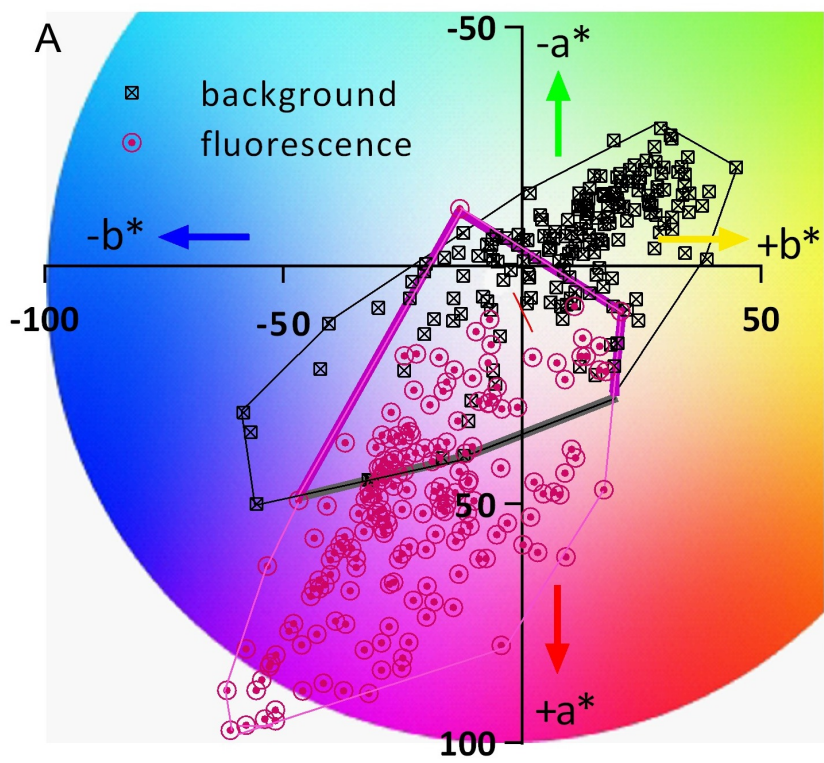 A
-50
-a*
background
fluorescence
-b*
+b*
-100
-50
50
50
+a*
100